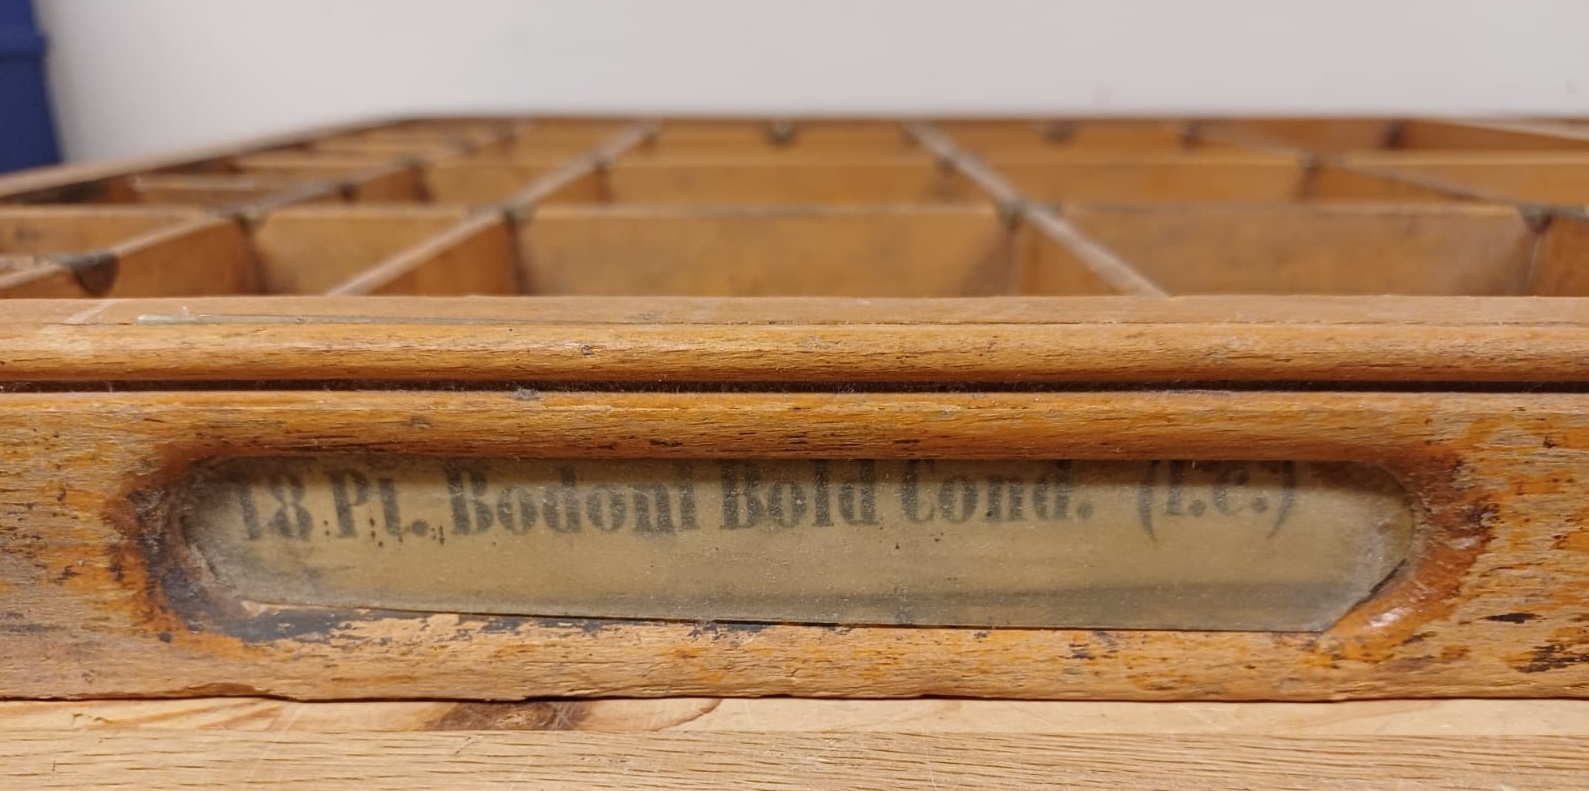 18 Pt. Bodoni Bold Cond. (l.c.)